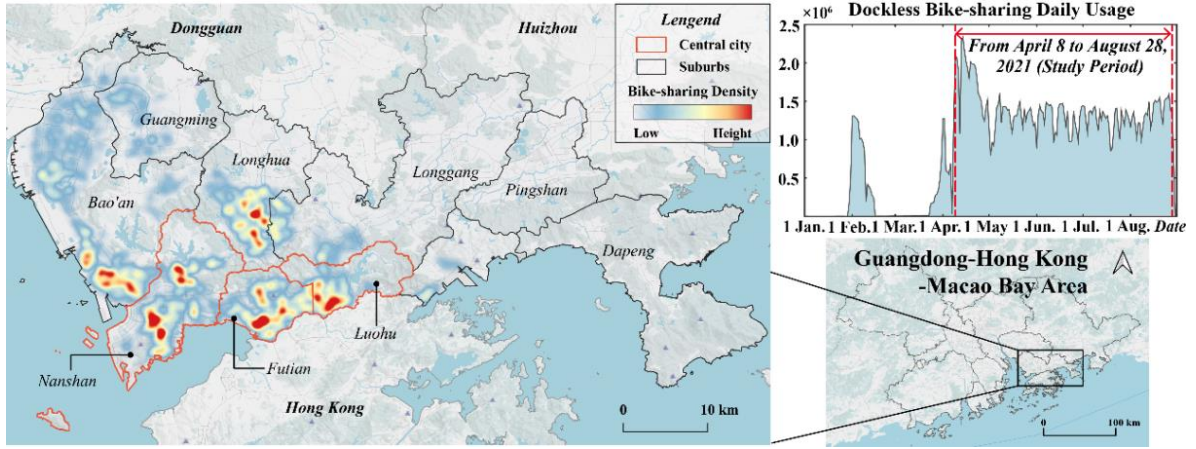 Dongguan
Huizhou
Lengend
Central city
Suburbs
Bike-sharing Density
Low Height
Guangming
Longhua
Bao'an
Longgang
Pingshan
Dapeng
Luohu
Futian
Nanshan
Hong Kong
0 10 km
Dockless Bike-sharing Daily Usage
×10⁶
From April 8 to August 28,
2021 (Study Period)
2.5
2.0
1.5
1.0
0.5
1 Jan. 1 Feb. 1 Mar. 1 Apr. 1 May 1 Jun. 1 Jul. 1 Aug. Date
Guangdong-Hong Kong
-Macao Bay Area
0 100 km